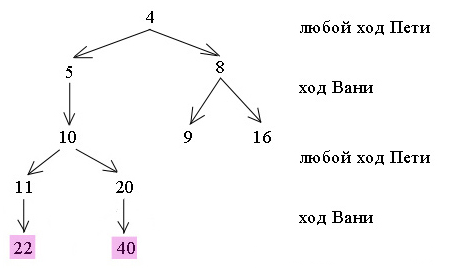 4 любой ход Пети
5 8 ход Вани
10 9 16 любой ход Пети
11 20 ход Вани
22 40